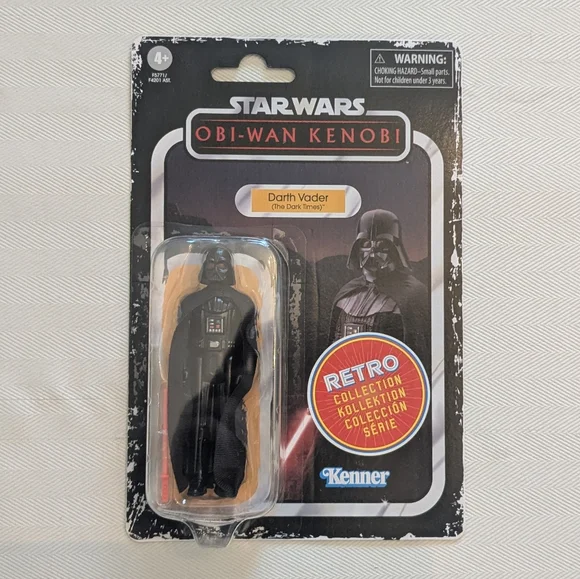 4+
F5771/
F4001 ASST.
WARNING:
CHOKING HAZARD–Small parts.
Not for children under 3 years.
STAR WARS
OBI-WAN KENOBI
Darth Vader
(The Dark Times)™
RETRO
COLLECTION
KOLLEKTION
COLECCIÓN
SÉRIE
Kenner